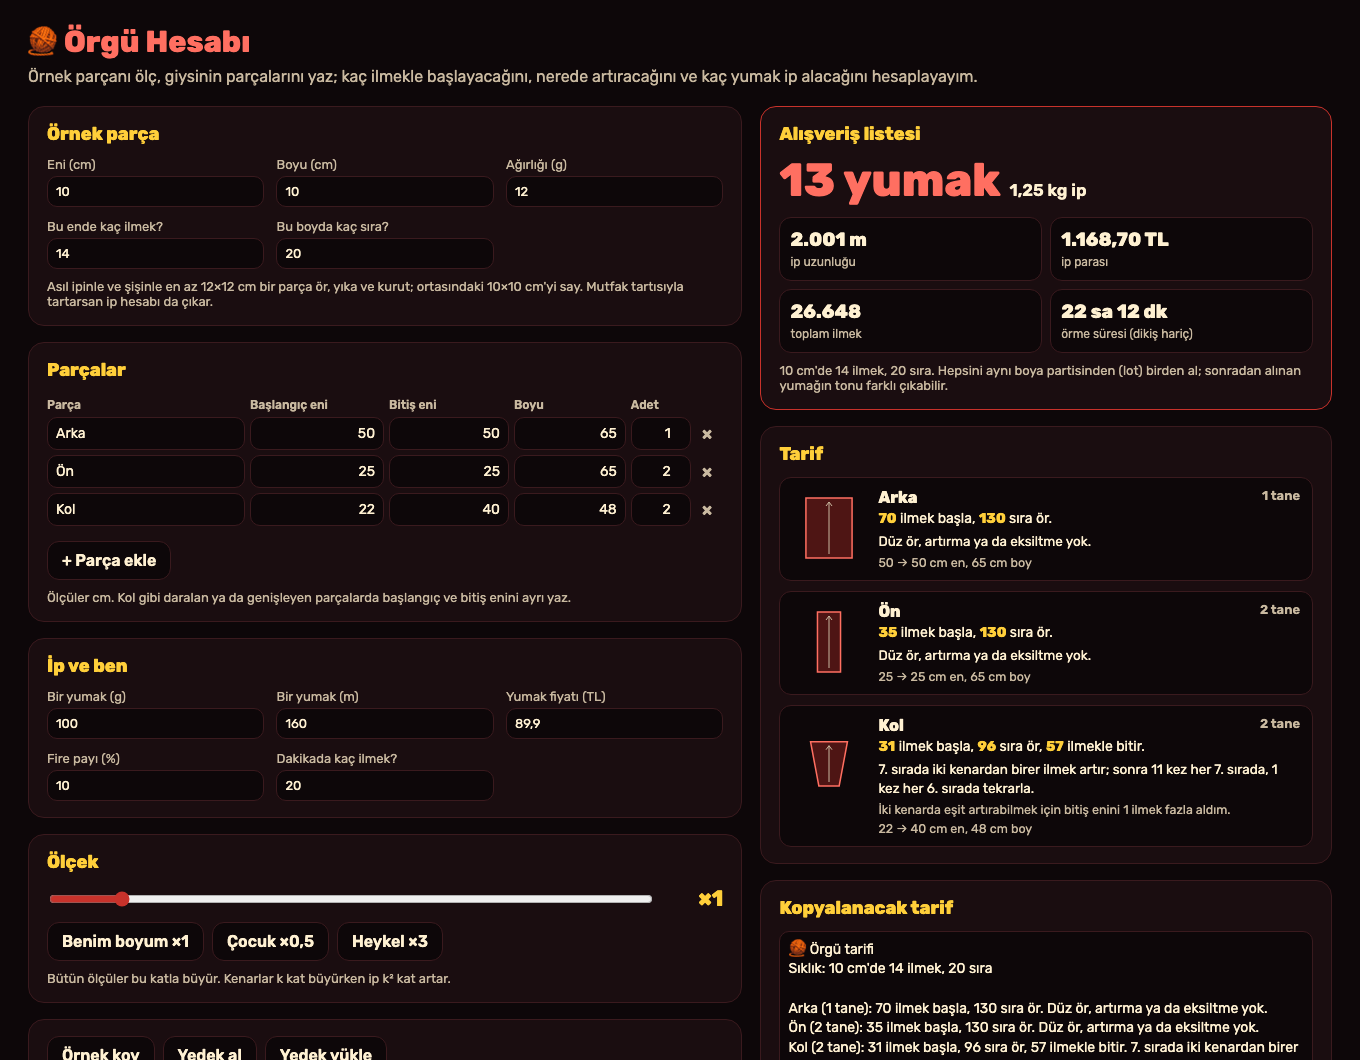 Örgü Hesabı
Örnek parçanı ölç, giysinin parçalarını yaz; kaç ilmekle başlayacağını, nerede artıracağını ve kaç yumak ip alacağını hesaplayayım.
Örnek parça
Eni (cm) Boyu (cm) Ağırlığı (g)
10 10 12
Bu ende kaç ilmek? Bu boyda kaç sıra?
14 20
Asıl ipinle ve şişinle en az 12×12 cm bir parça ör, yıka ve kurut; ortasındaki 10×10 cm'yi say. Mutfak tartısıyla
tartarsan ip hesabı da çıkar.
Parçalar
Parça Başlangıç eni Bitiş eni Boyu Adet
Arka 50 50 65 1 ×
Ön 25 25 65 2 ×
Kol 22 40 48 2 ×
+ Parça ekle
Ölçüler cm. Kol gibi daralan ya da genişleyen parçalarda başlangıç ve bitiş enini ayrı yaz.
İp ve ben
Bir yumak (g) Bir yumak (m) Yumak fiyatı (TL)
100 160 89,9
Fire payı (%) Dakikada kaç ilmek?
10 20
Ölçek
×1
Benim boyum ×1 Çocuk ×0,5 Heykel ×3
Bütün ölçüler bu katla büyür. Kenarlar k kat büyürken ip k² kat artar.
Örnek koy Yedek al Yedek yükle
Alışveriş listesi
13 yumak 1,25 kg ip
2.001 m 1.168,70 TL
ip uzunluğu ip parası
26.648 22 sa 12 dk
toplam ilmek örme süresi (dikiş hariç)
10 cm'de 14 ilmek, 20 sıra. Hepsini aynı boya partisinden (lot) birden al; sonradan alınan
yumağın tonu farklı çıkabilir.
Tarif
Arka 1 tane
70 ilmek başla, 130 sıra ör.
Düz ör, artırma ya da eksiltme yok.
50 → 50 cm en, 65 cm boy
Ön 2 tane
35 ilmek başla, 130 sıra ör.
Düz ör, artırma ya da eksiltme yok.
25 → 25 cm en, 65 cm boy
Kol 2 tane
31 ilmek başla, 96 sıra ör, 57 ilmekle bitir.
7. sırada iki kenardan birer ilmek artır; sonra 11 kez her 7. sırada, 1
kez her 6. sırada tekrarla.
İki kenarda eşit artırabilmek için bitiş enini 1 ilmek fazla aldım.
22 → 40 cm en, 48 cm boy
Kopyalanacak tarif
Örgü tarifi
Sıklık: 10 cm'de 14 ilmek, 20 sıra
Arka (1 tane): 70 ilmek başla, 130 sıra ör. Düz ör, artırma ya da eksiltme yok.
Ön (2 tane): 35 ilmek başla, 130 sıra ör. Düz ör, artırma ya da eksiltme yok.
Kol (2 tane): 31 ilmek başla, 96 sıra ör, 57 ilmekle bitir. 7. sırada iki kenardan birer